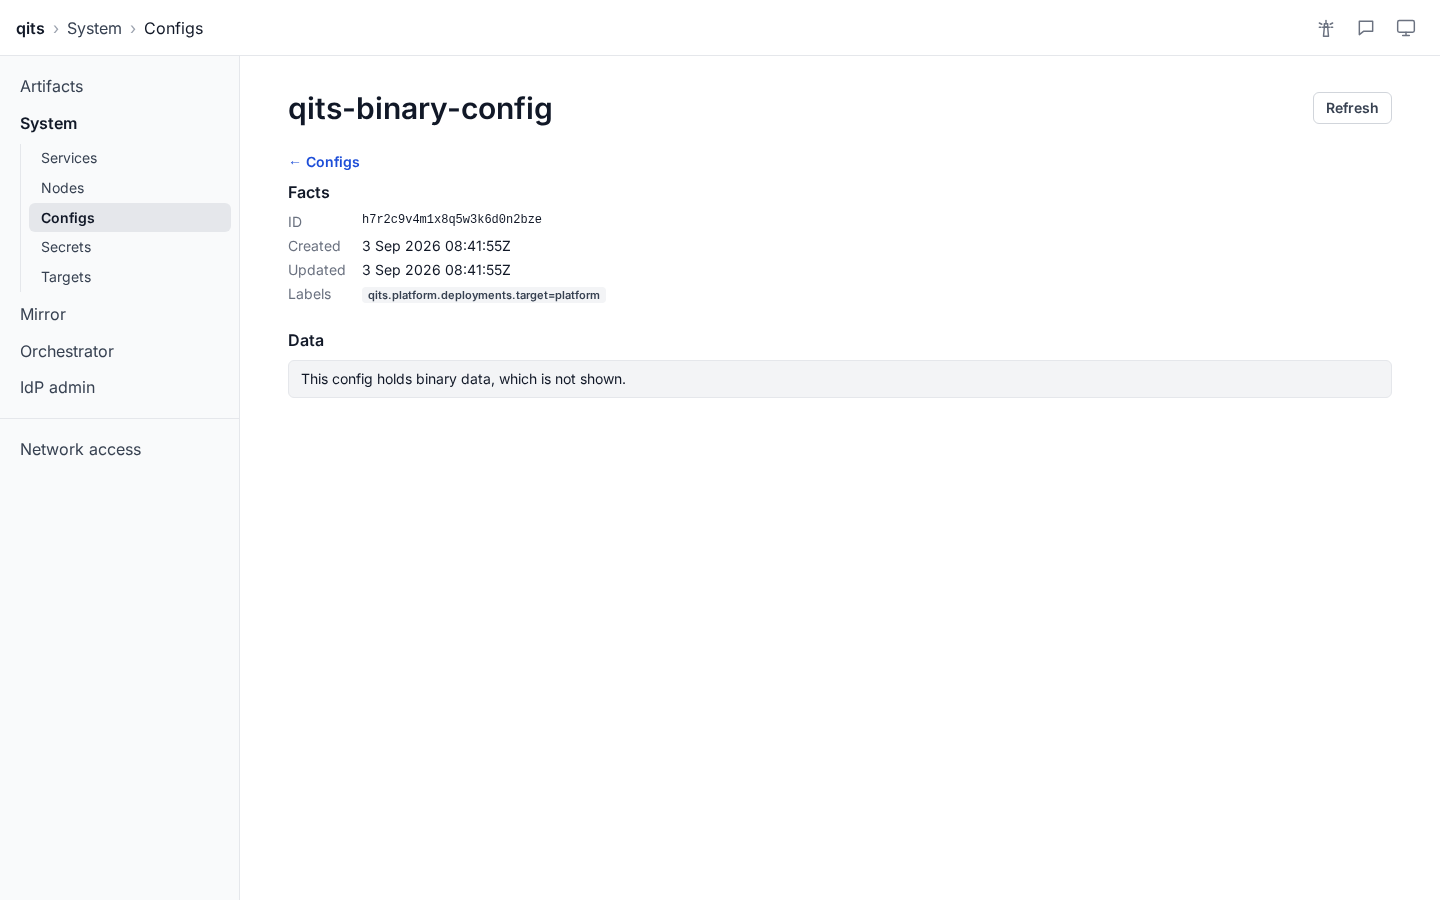 qits › System › Configs
Artifacts
System
Services
Nodes
Configs
Secrets
Targets
Mirror
Orchestrator
IdP admin
Network access
qits-binary-config
Refresh
← Configs
Facts
ID h7r2c9v4m1x8q5w3k6d0n2bze
Created 3 Sep 2026 08:41:55Z
Updated 3 Sep 2026 08:41:55Z
Labels qits.platform.deployments.target=platform
Data
This config holds binary data, which is not shown.